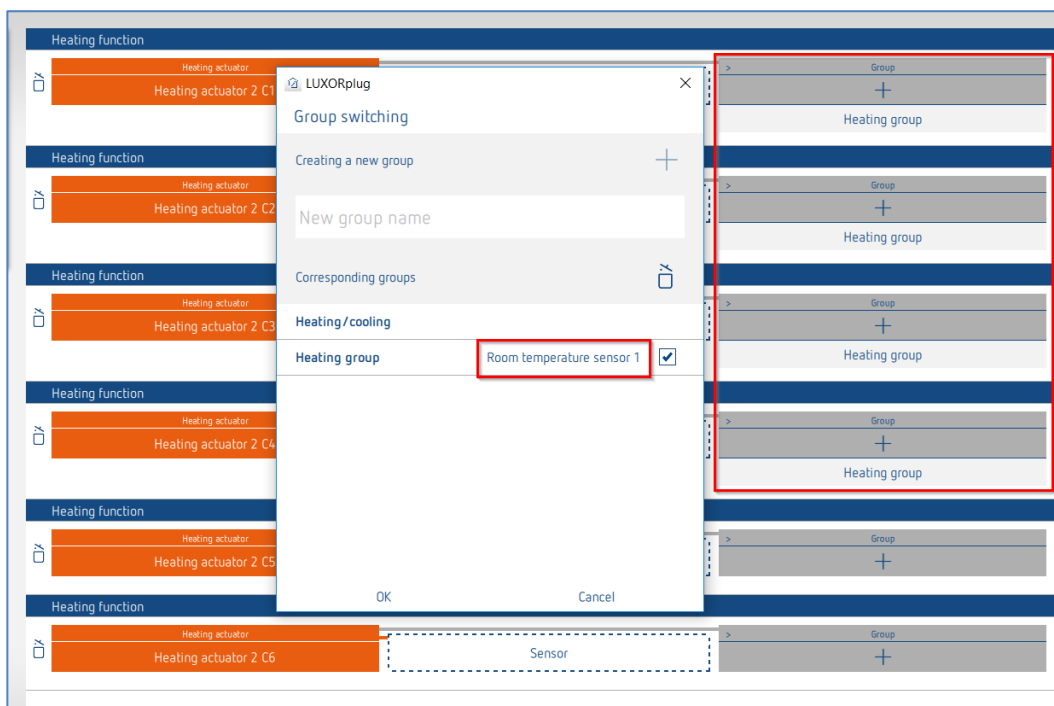 Heating function
Heating actuator
Heating actuator 2 C1
> Group
+
Heating group
LUXORplug
Group switching
Creating a new group
New group name
Corresponding groups
Heating/cooling
Heating group Room temperature sensor 1
OK Cancel
Heating function
Heating actuator
Heating actuator 2 C2
> Group
+
Heating group
Heating function
Heating actuator
Heating actuator 2 C3
> Group
+
Heating group
Heating function
Heating actuator
Heating actuator 2 C4
> Group
+
Heating group
Heating function
Heating actuator
Heating actuator 2 C5
> Group
+
Heating function
Heating actuator
Heating actuator 2 C6
Sensor
> Group
+